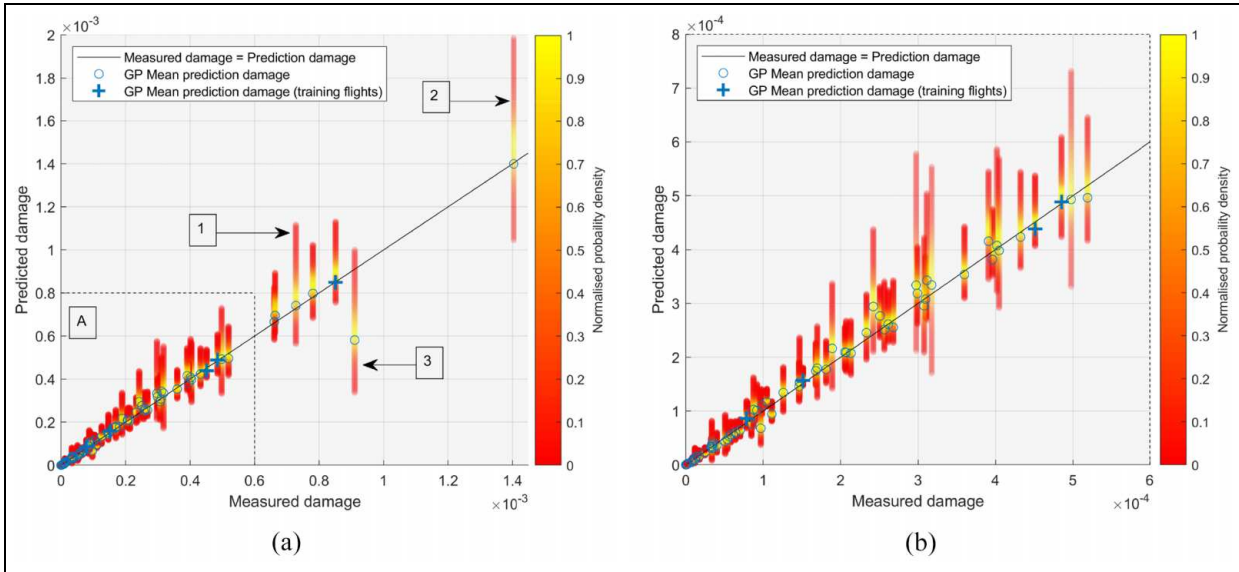 ×10⁻³
2
1.8
1.6
1.4
1.2
1
0.8
0.6
0.4
0.2
0
Predicted damage
Measured damage = Prediction damage
GP Mean prediction damage
GP Mean prediction damage (training flights)
2
1
A
3
0 0.2 0.4 0.6 0.8 1 1.2 1.4
Measured damage
×10⁻³
1
0.9
0.8
0.7
0.6
0.5
0.4
0.3
0.2
0.1
0
Normalised probaility density
(a)
×10⁻⁴
8
7
6
5
4
3
2
1
0
Predicted damage
Measured damage = Prediction damage
GP Mean prediction damage
GP Mean prediction damage (training flights)
0 1 2 3 4 5 6
Measured damage
×10⁻⁴
1
0.9
0.8
0.7
0.6
0.5
0.4
0.3
0.2
0.1
0
Normalised probaility density
(b)